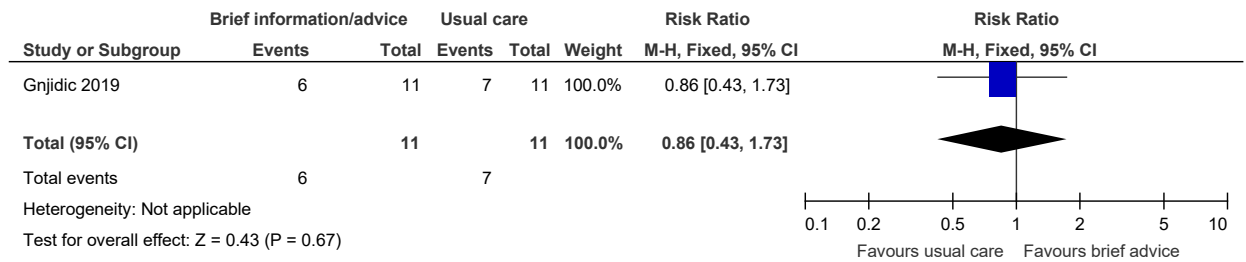 Brief information/advice Usual care Risk Ratio Risk Ratio
Study or Subgroup Events Total Events Total Weight M-H, Fixed, 95% CI M-H, Fixed, 95% CI
Gnjidic 2019 6 11 7 11 100.0% 0.86 [0.43, 1.73]
Total (95% CI) 11 11 100.0% 0.86 [0.43, 1.73]
Total events 6 7
Heterogeneity: Not applicable
Test for overall effect: Z = 0.43 (P = 0.67)
0.1 0.2 0.5 1 2 5 10
Favours usual care Favours brief advice